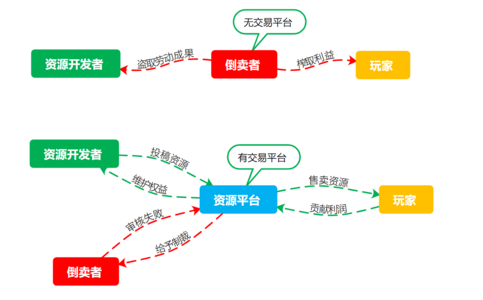 无交易平台
资源开发者
盗取劳动成果
倒卖者
榨取利益
玩家
资源开发者
投稿资源
维护权益
有交易平台
资源平台
售卖资源
贡献利润
玩家
审核失败
给予制裁
倒卖者